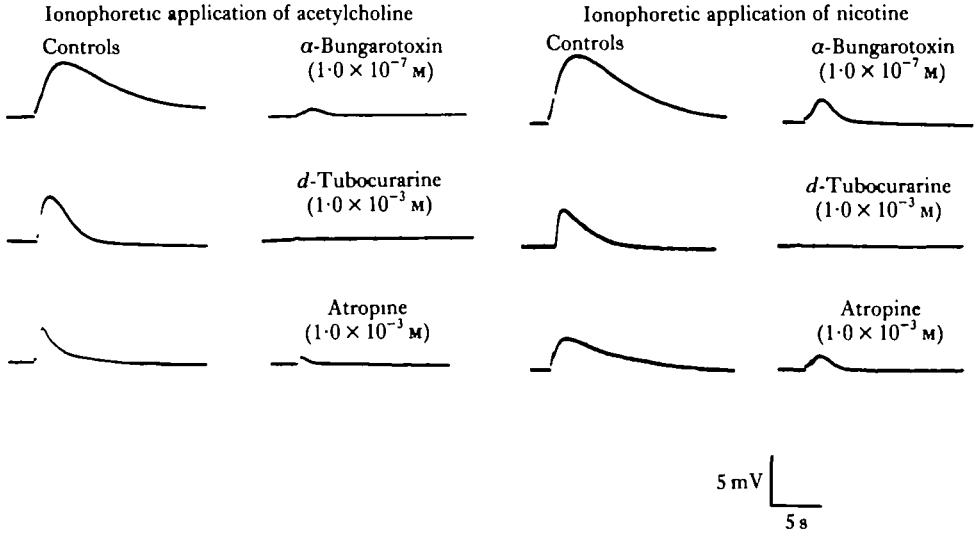 Ionophoretic application of acetylcholine
Ionophoretic application of nicotine
Controls
α-Bungarotoxin
(1·0 × 10⁻⁷ M)
Controls
α-Bungarotoxin
(1·0 × 10⁻⁷ M)
d-Tubocurarine
(1·0 × 10⁻³ M)
d-Tubocurarine
(1·0 × 10⁻³ M)
Atropine
(1·0 × 10⁻³ M)
Atropine
(1·0 × 10⁻³ M)
5 mV
5 s